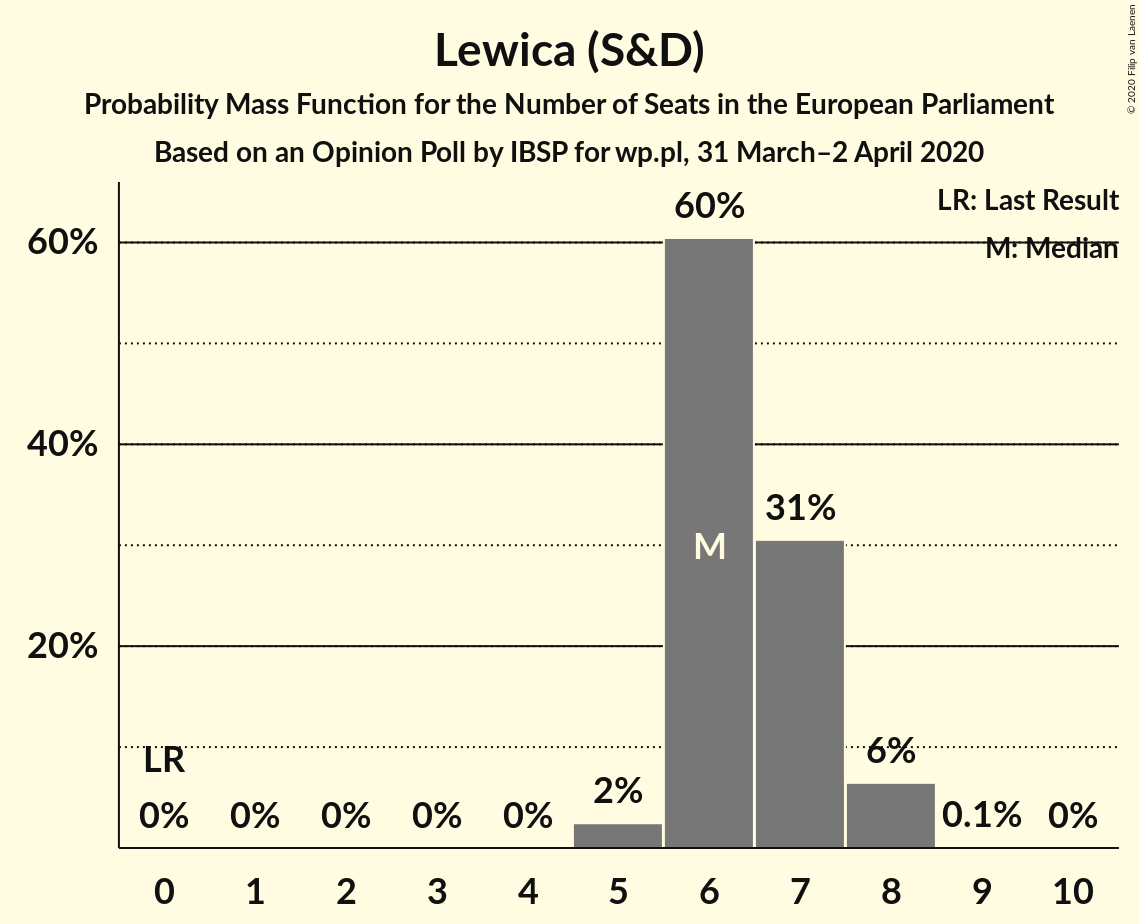 © 2020 Filip van Laenen
Lewica (S&D)
Probability Mass Function for the Number of Seats in the European Parliament
Based on an Opinion Poll by IBSP for wp.pl, 31 March–2 April 2020
LR: Last Result
M: Median
60%
60%
40%
31%
M
20%
LR
6%
2%
0% 0% 0% 0% 0% 0.1% 0%
0 1 2 3 4 5 6 7 8 9 10